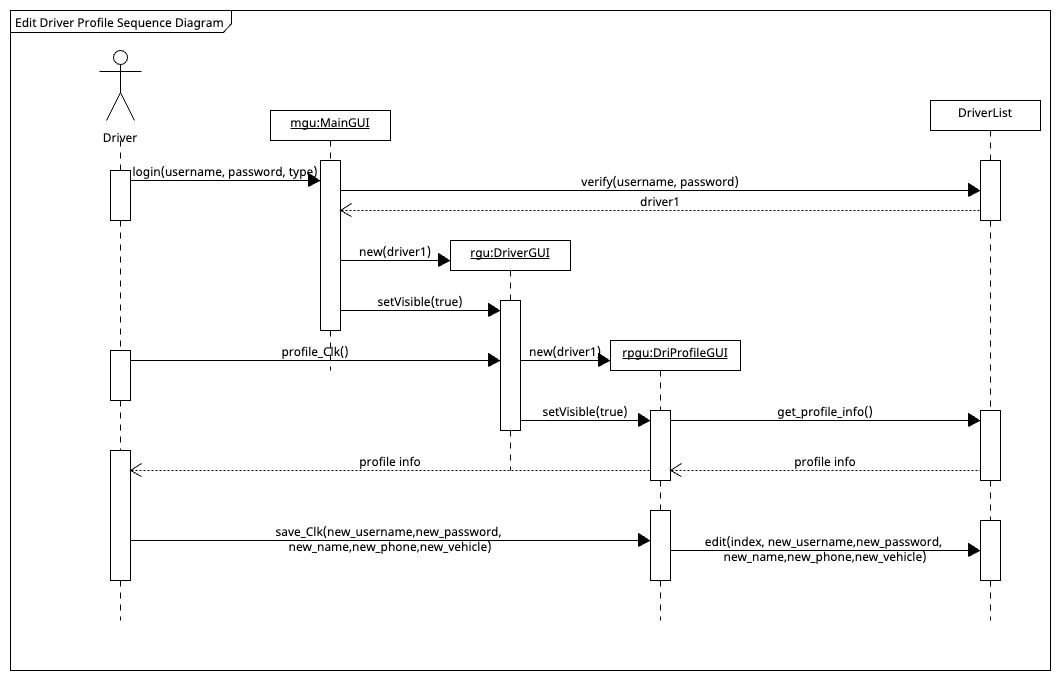 Edit Driver Profile Sequence Diagram
Driver
mgu:MainGUI
DriverList
login(username, password, type)
verify(username, password)
driver1
new(driver1)
rgu:DriverGUI
setVisible(true)
profile_Clk()
new(driver1)
rpgu:DriProfileGUI
setVisible(true)
get_profile_info()
profile info
profile info
save_Clk(new_username,new_password,
new_name,new_phone,new_vehicle)
edit(index, new_username,new_password,
new_name,new_phone,new_vehicle)